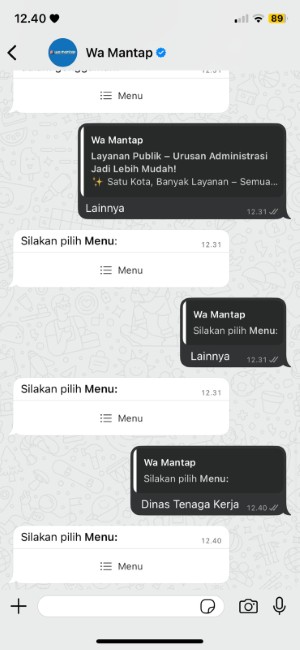 12.40
89
Wa Mantap
Menu
Wa Mantap
Layanan Publik – Urusan Administrasi
Jadi Lebih Mudah!
✨ Satu Kota, Banyak Layanan – Semua...
Lainnya
12.31
Silakan pilih Menu:
12.31
Menu
Wa Mantap
Silakan pilih Menu:
Lainnya
12.31
Silakan pilih Menu:
12.31
Menu
Wa Mantap
Silakan pilih Menu:
Dinas Tenaga Kerja
12.40
Silakan pilih Menu:
12.40
Menu